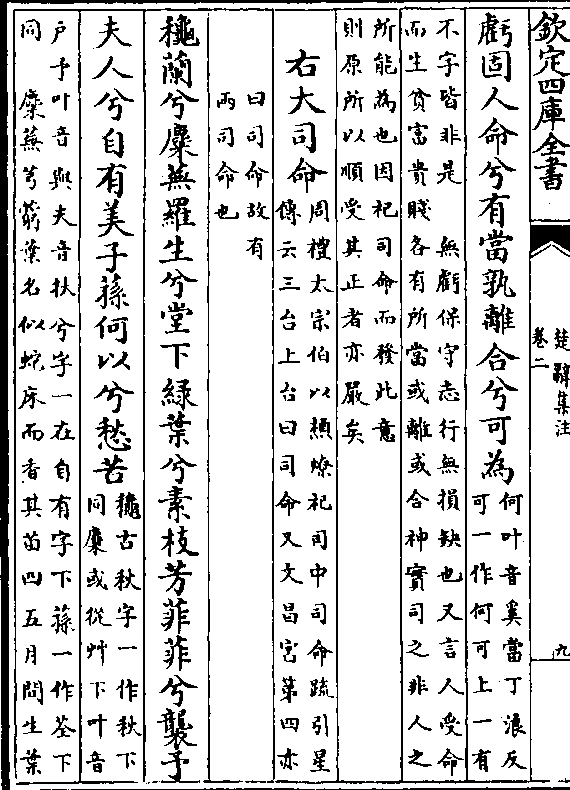 欽定四庫全書
楚辭集注
卷二
九
虧固人命兮有當孰離合兮可為
何叶音奚當丁浪反
可一作何可上一有
不字皆非是　無虧保守志行無損缺也又言人受命
而生貧富貴賤各有所當或離或合神實司之非人之
所能為也因祀司命而發此意
則原所以順受其正者亦嚴矣
右大司命
周禮太宗伯以槱燎祀司中司命疏引星
傳云三台上台曰司命又文昌宮第四亦
曰司命故有
兩司命也
穐蘭兮麋蕪羅生兮堂下緑葉兮素枝芳菲菲兮襲予
夫人兮自有美子蓀何以兮愁苦
穐古秋字一作秋下
同麋或從艸下叶音
户予叶音與夫音扶兮字一在自有字下蓀一作荃下
同　麋蕪芎藭葉名似蛇床而香其苗四五月間生葉